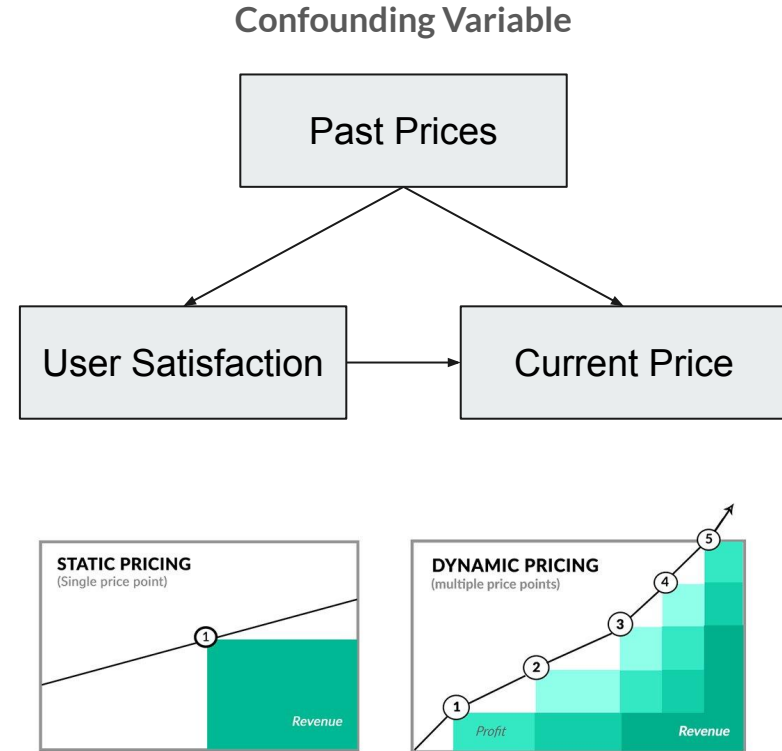 Confounding Variable
Past Prices
User Satisfaction
Current Price
STATIC PRICING
(Single price point)
1
Revenue
DYNAMIC PRICING
(multiple price points)
5
4
3
2
1
Profit
Revenue